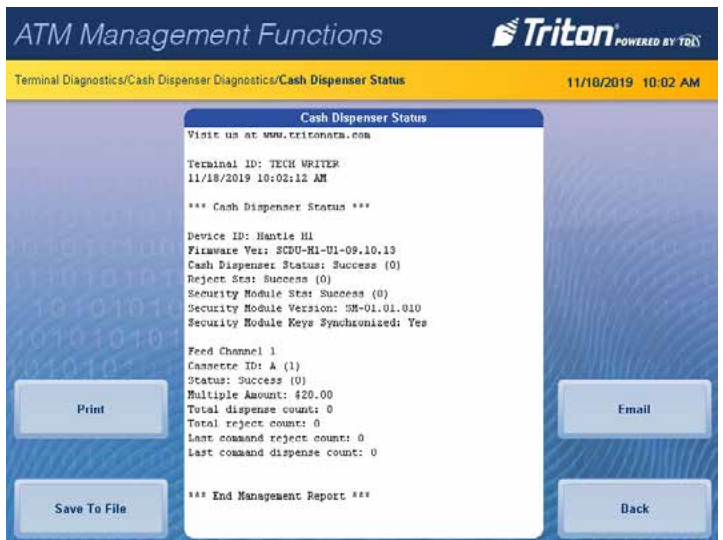 ATM Management Functions
Triton POWERED BY TDIS
Terminal Diagnostics/Cash Dispenser Diagnostics/Cash Dispenser Status
11/18/2019 10:02 AM
Cash Dispenser Status
Visit us at www.tritonatm.com
Terminal ID: TECH WRITER
11/18/2019 10:02:12 AM
*** Cash Dispenser Status ***
Device ID: Hantle H1
Firmware Ver: SCDU-H1-U1-09.10.13
Cash Dispenser Status: Success (0)
Reject Sts: Success (0)
Security Module Sts: Success (0)
Security Module Version: SM-01.01.010
Security Module Keys Synchronized: Yes
Feed Channel 1
Cassette ID: A (1)
Status: Success (0)
Multiple Amount: $20.00
Total dispense count: 0
Total reject count: 0
Last command reject count: 0
Last command dispense count: 0
*** End Management Report ***
Print
Email
Save To File
Back